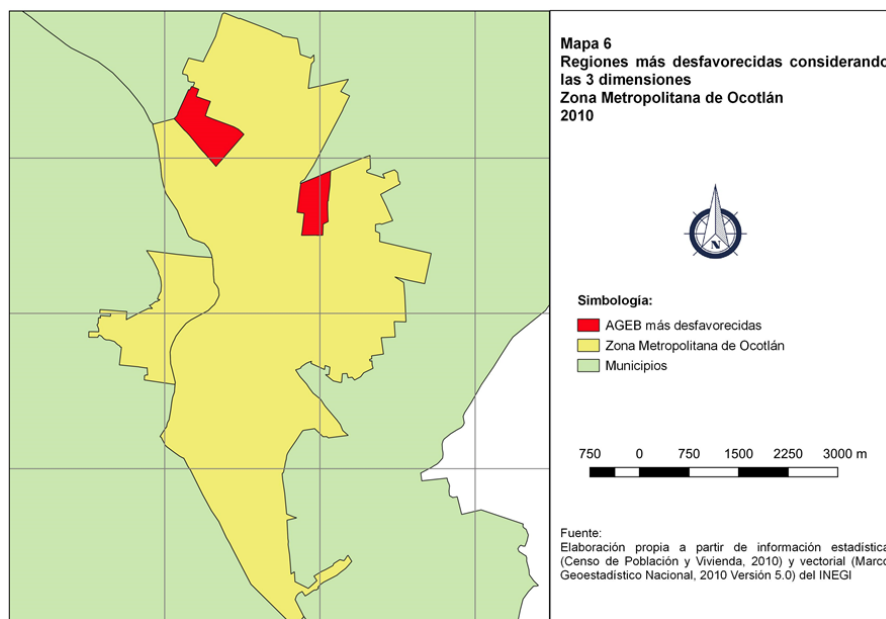 Mapa 6
Regiones más desfavorecidas considerando
las 3 dimensiones
Zona Metropolitana de Ocotlán
2010
N
Simbología:
AGEB más desfavorecidas
Zona Metropolitana de Ocotlán
Municipios
750 0 750 1500 2250 3000 m
Fuente:
Elaboración propia a partir de información estadística
(Censo de Población y Vivienda, 2010) y vectorial (Marco
Geoestadístico Nacional, 2010 Versión 5.0) del INEGI